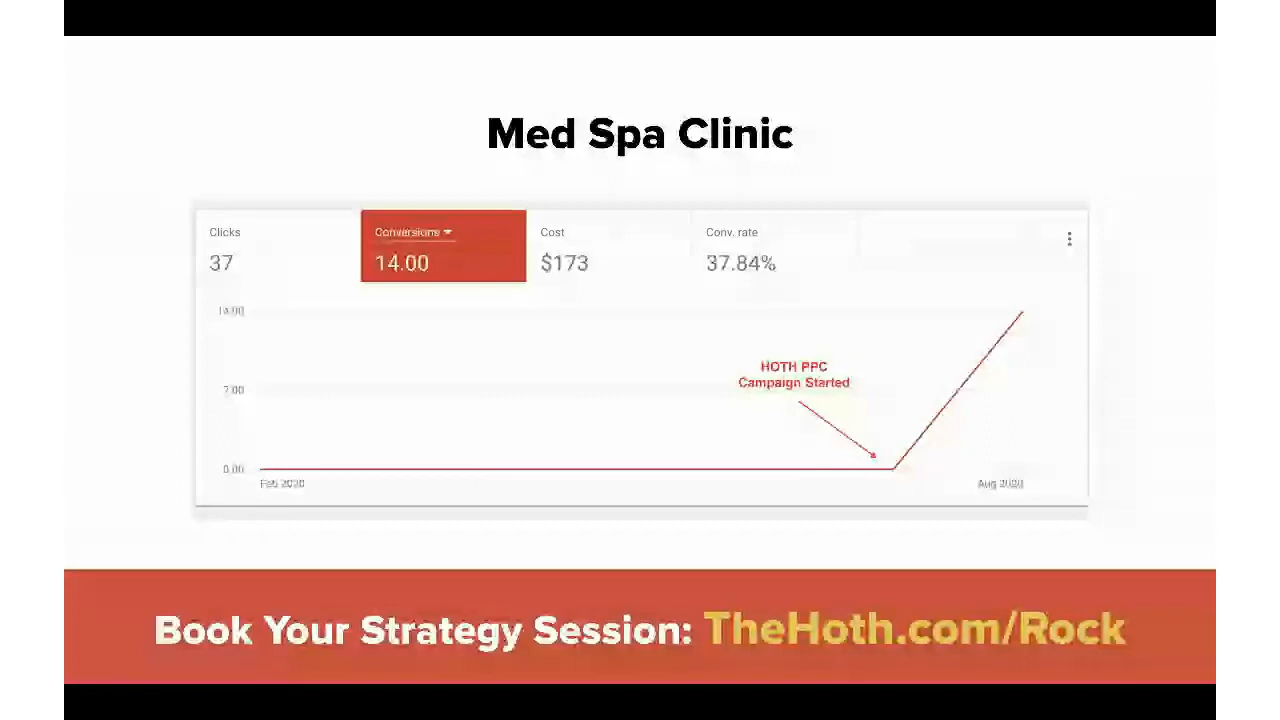 Med Spa Clinic
Clicks
Conversions
Cost
Conv. rate
37
14.00
$173
37.84%
14.00
HOTH PPC
Campaign Started
7.00
0.00
Feb 2020
Aug 2020
Book Your Strategy Session: TheHoth.com/Rock